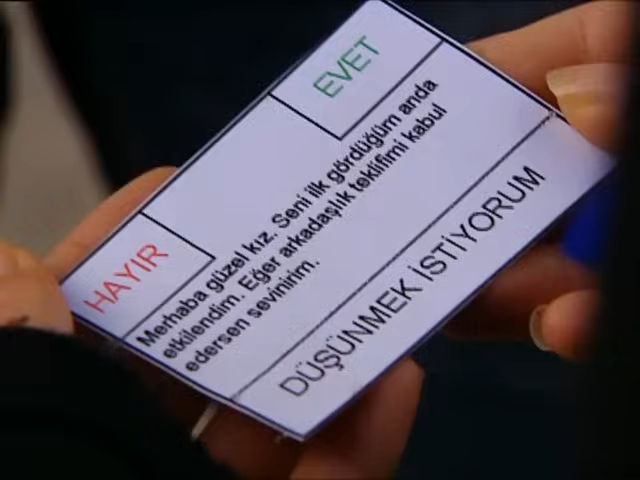 HAYIR
EVET
Merhaba güzel kız. Seni ilk gördüğüm anda
etkilendim. Eğer arkadaşlık teklifimi kabul
edersen sevinirim.
DÜŞÜNMEK İSTİYORUM